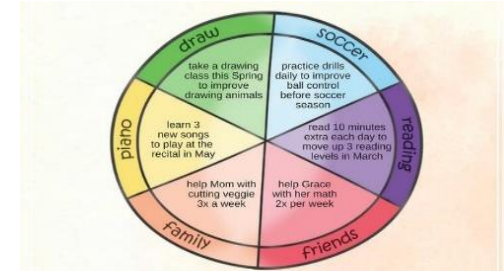 draw
take a drawing
class this Spring
to improve
drawing animals
soccer
practice drills
daily to improve
ball control
before soccer
season
reading
read 10 minutes
extra each day to
move up 3 reading
levels in March
friends
help Grace
with her math
2x per week
family
help Mom with
cutting veggie
3x a week
piano
learn 3
new songs
to play at the
recital in May